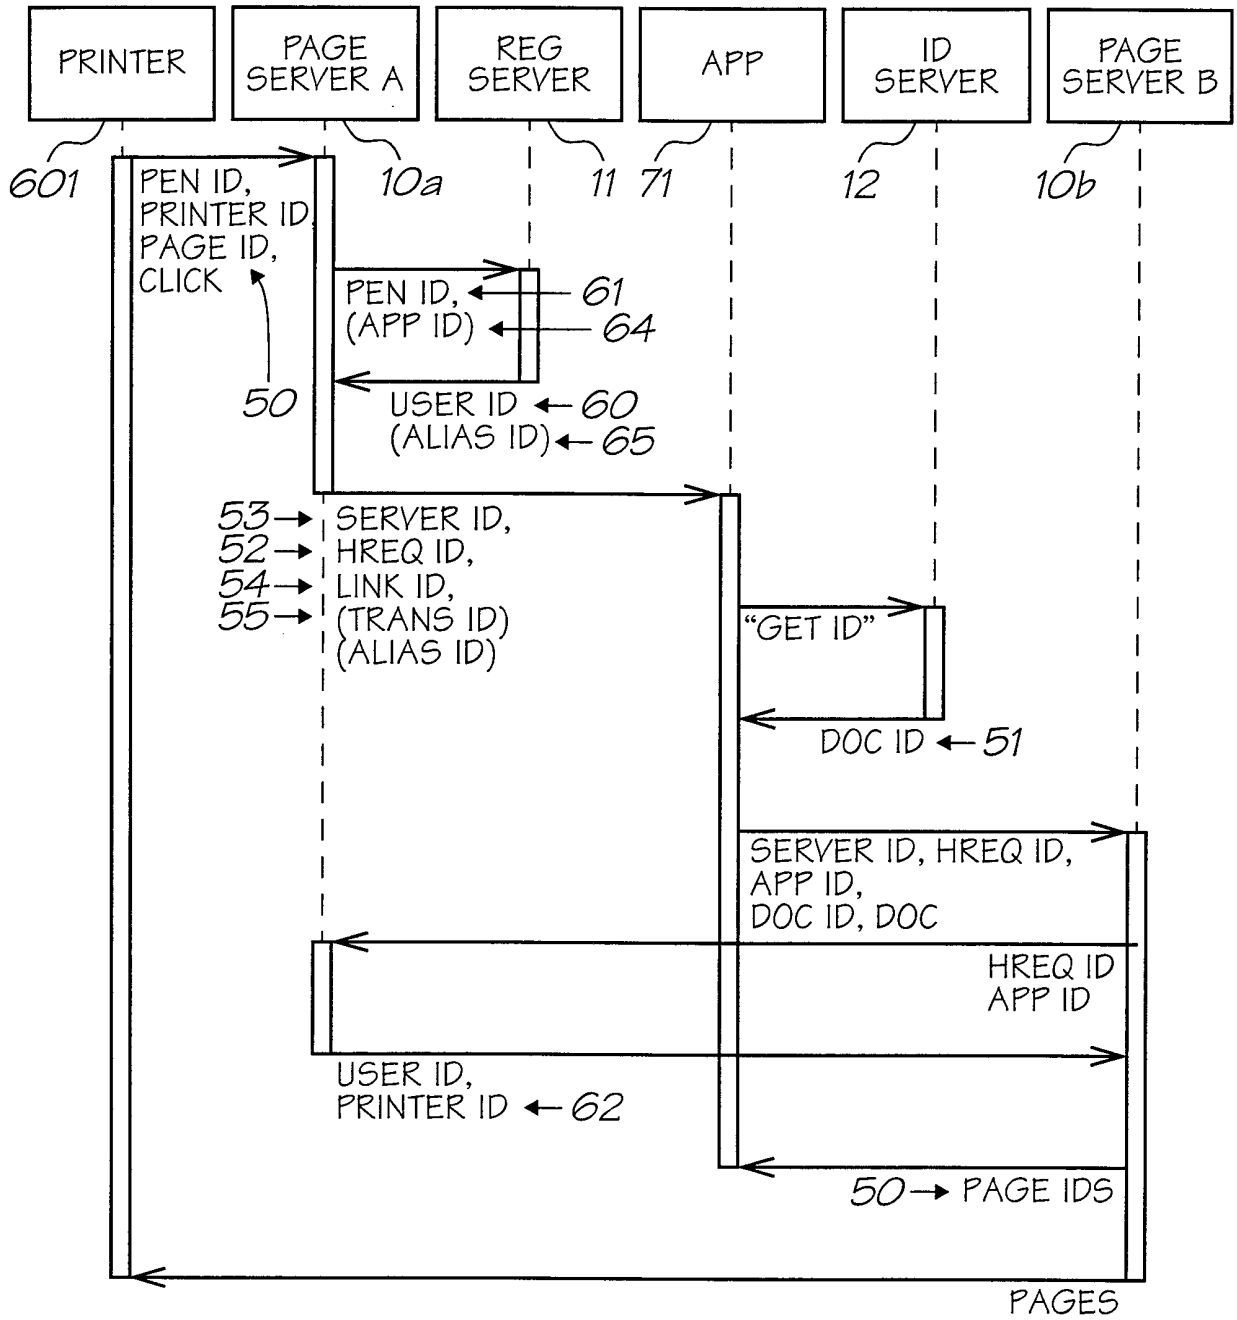 PRINTER
PAGE
SERVER A
REG
SERVER
APP
ID
SERVER
PAGE
SERVER B
601
10a
11
71
12
10b
PEN ID,
PRINTER ID,
PAGE ID,
CLICK
50
PEN ID,
61
(APP ID)
64
USER ID
60
(ALIAS ID)
65
53
SERVER ID,
52
HREQ ID,
54
LINK ID,
55
(TRANS ID)
(ALIAS ID)
"GET ID"
DOC ID
51
SERVER ID, HREQ ID,
APP ID,
DOC ID, DOC
HREQ ID
APP ID
USER ID,
PRINTER ID
62
50
PAGE IDS
PAGES